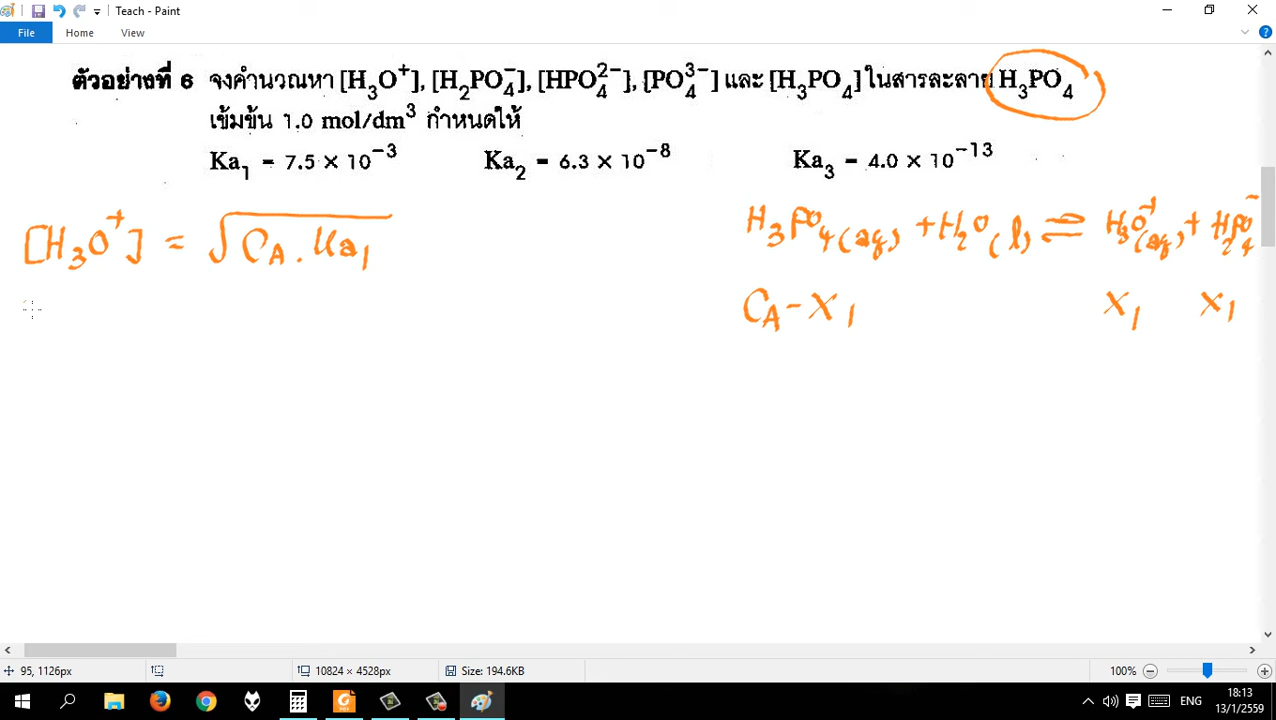 Teach - Paint
File Home View
ตัวอย่างที่ 6 จงคำนวณหา [H₃O⁺], [H₂PO₄⁻], [HPO₄²⁻], [PO₄³⁻] และ [H₃PO₄] ในสารละลาย H₃PO₄
เข้มข้น 1.0 mol/dm³ กำหนดให้
Ka₁ = 7.5 × 10⁻³ Ka₂ = 6.3 × 10⁻⁸ Ka₃ = 4.0 × 10⁻¹³
[H₃O⁺] = √C_A . Ka₁ H₃PO₄(aq) + H₂O(l) ⇌ H₃O⁺(aq) + H₂PO₄⁻
C_A - X₁ X₁ X₁
95, 1126px 10824 × 4528px Size: 194.6KB 100%
ENG 18:13
13/1/2559